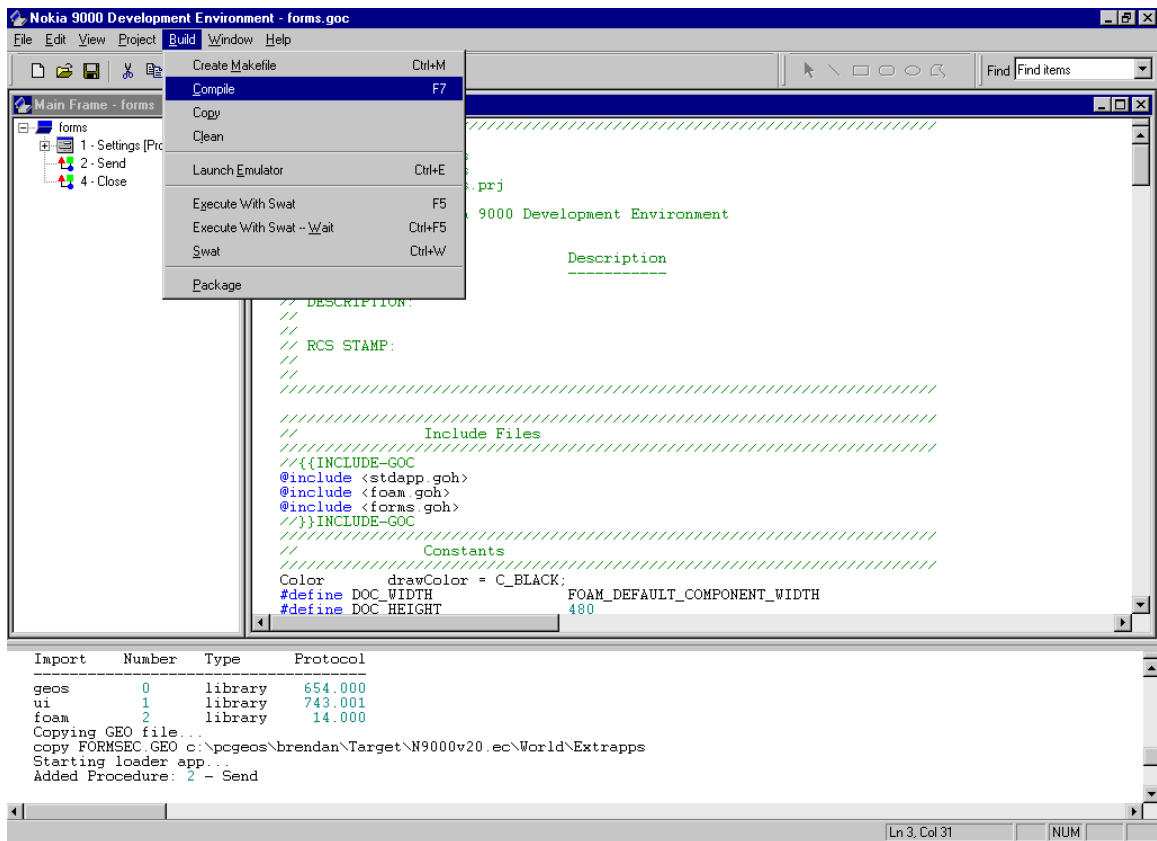 Nokia 9000 Development Environment - forms.goc
File Edit View Project Build Window Help
Find Find items
Create Makefile Ctrl+M
Compile F7
Copy
Clean
Launch Emulator Ctrl+E
Execute With Swat F5
Execute With Swat -- Wait Ctrl+F5
Swat Ctrl+W
Package
Main Frame - forms
forms
1 - Settings [Pro
2 - Send
4 - Close
////////////////////////////////////////////////////
s.prj
9000 Development Environment
Description
-----------
// DESCRIPTION:
//
//
// RCS STAMP:
//
//
/////////////////////////////////////////////////////////////////////////
/////////////////////////////////////////////////////////////////////////
// Include Files
/////////////////////////////////////////////////////////////////////////
//{{INCLUDE-GOC
@include <stdapp.goh>
@include <foam.goh>
@include <forms.goh>
//}}INCLUDE-GOC
/////////////////////////////////////////////////////////////////////////
// Constants
/////////////////////////////////////////////////////////////////////////
Color drawColor = C_BLACK;
#define DOC_WIDTH FOAM_DEFAULT_COMPONENT_WIDTH
#define DOC_HEIGHT 480
Import Number Type Protocol
-------------------------------------
geos 0 library 654.000
ui 1 library 743.001
foam 2 library 14.000
Copying GEO file...
copy FORMSEC.GEO c:\pcgeos\brendan\Target\N9000v20.ec\World\Extrapps
Starting loader app...
Added Procedure: 2 - Send
Ln 3, Col 31 NUM